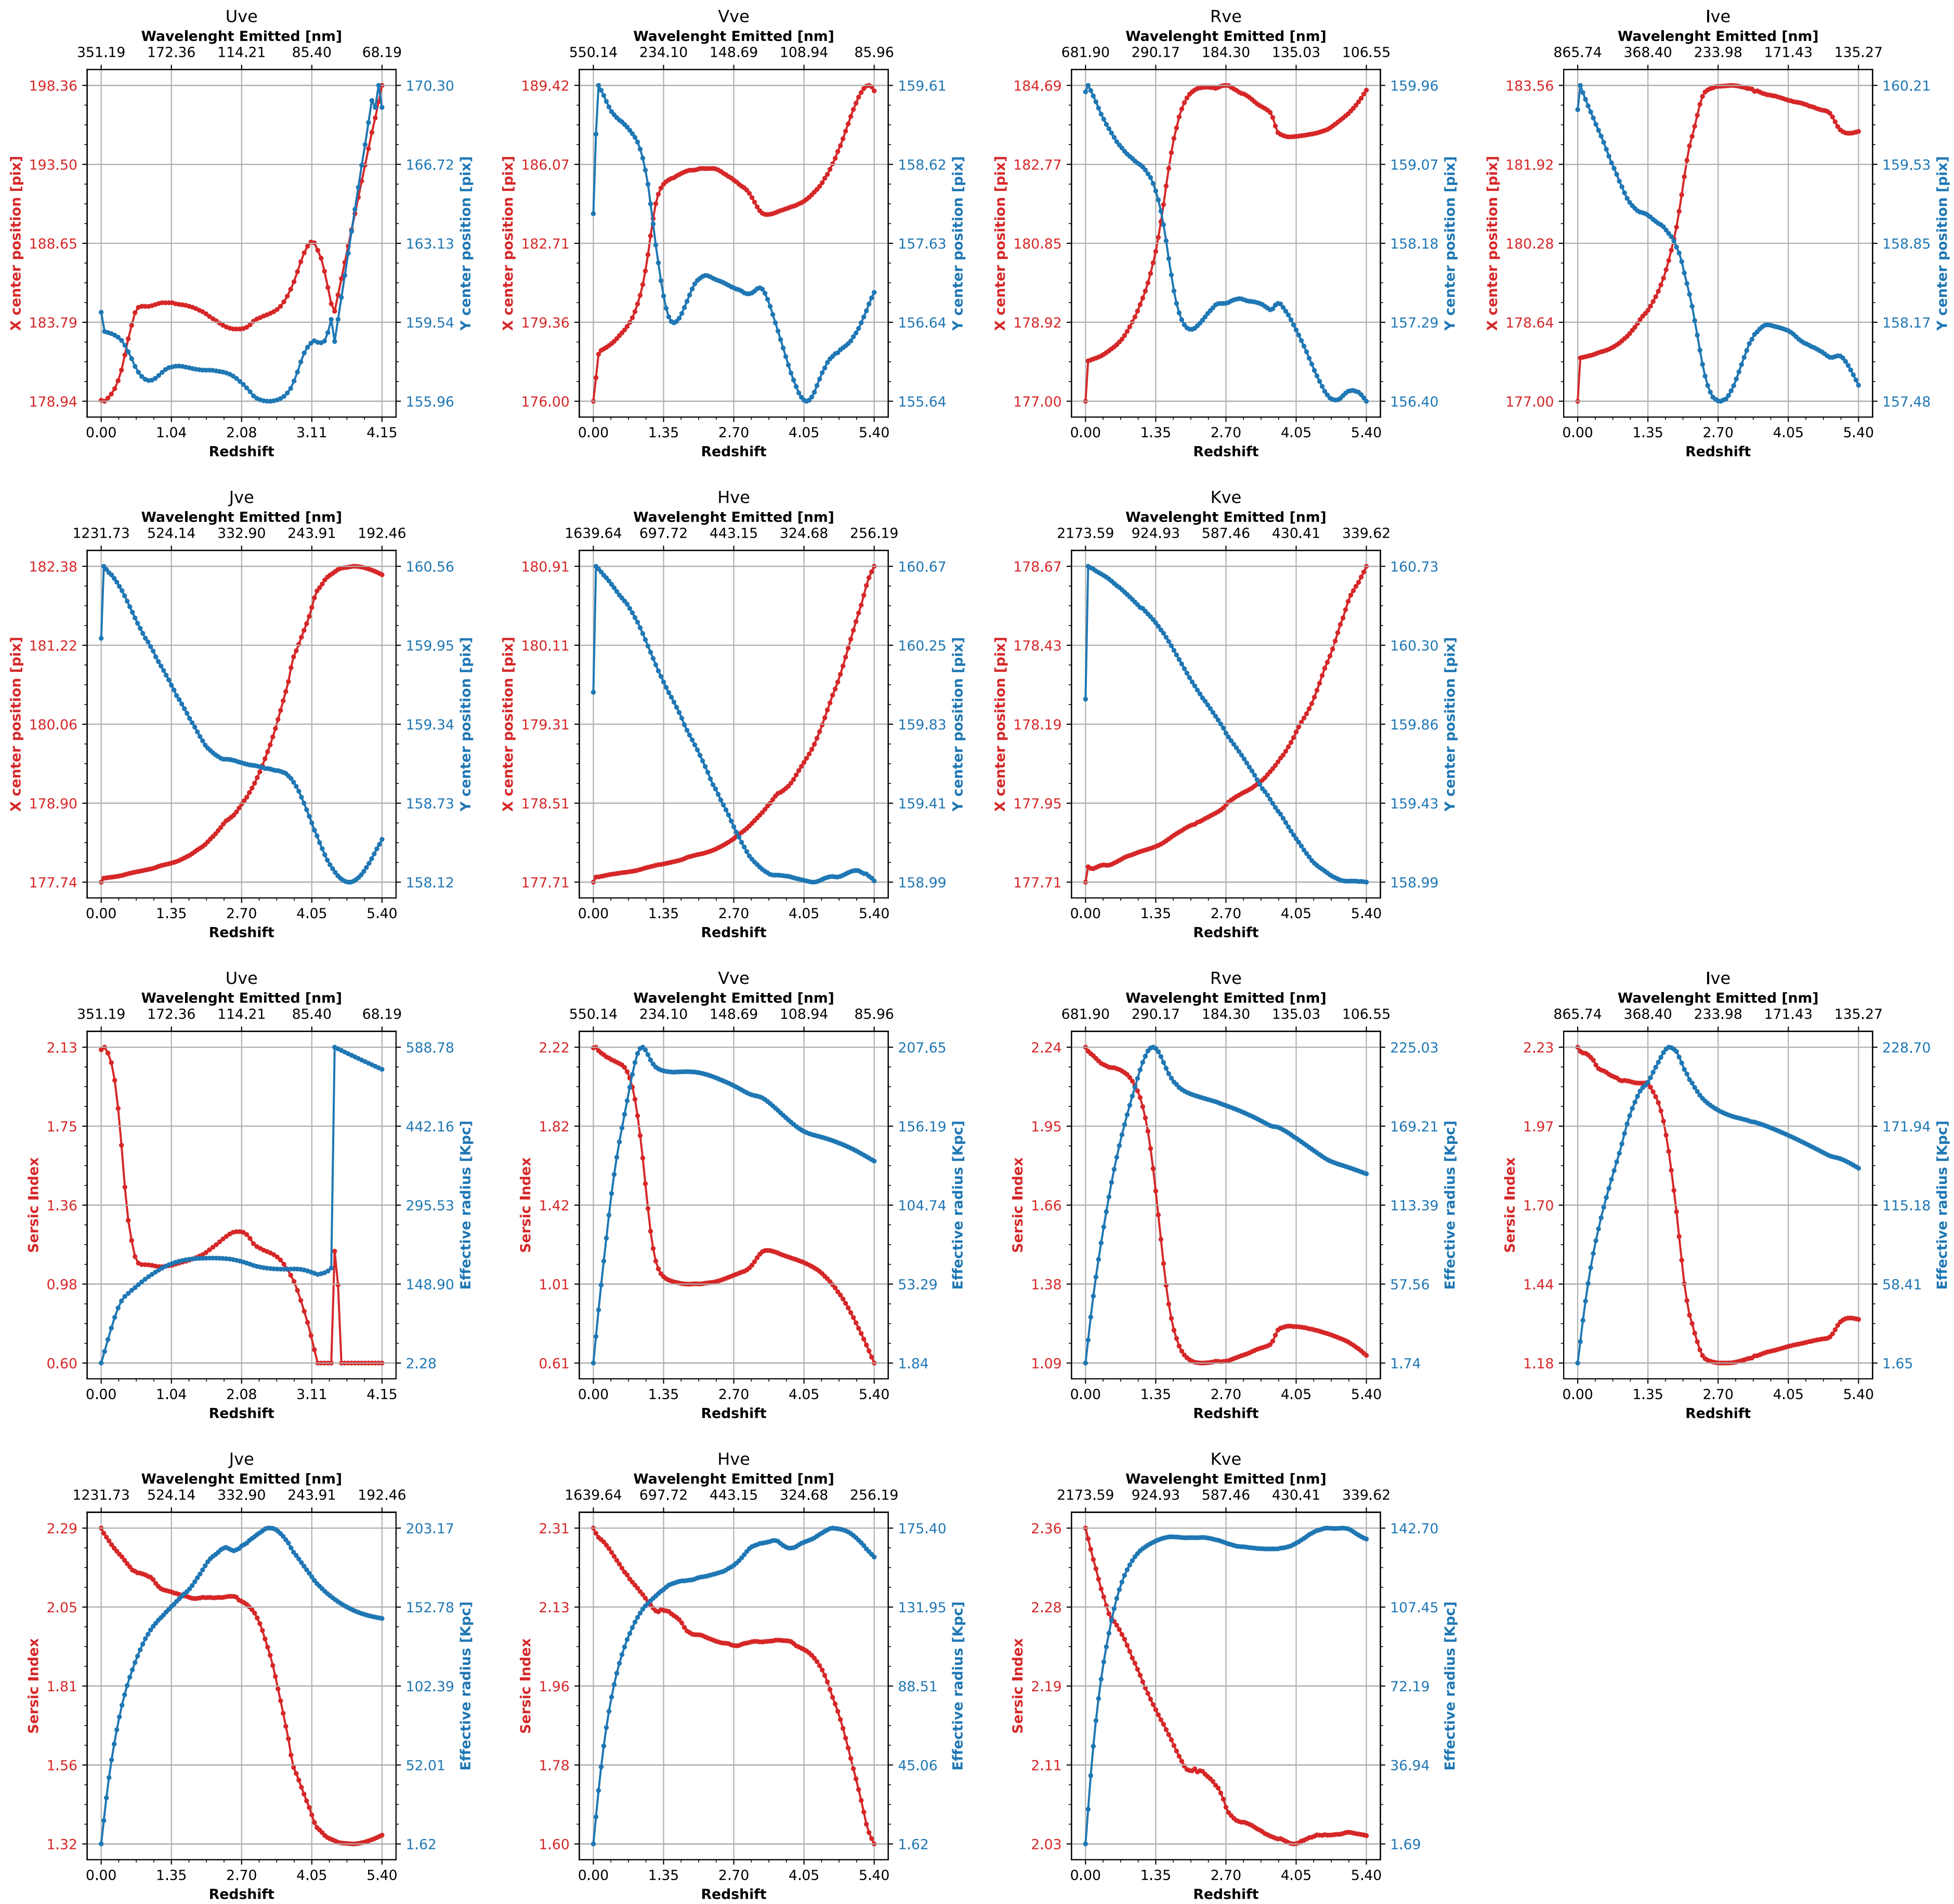 Uve
Wavelenght Emitted [nm]
351.19 172.36 114.21 85.40 68.19
198.36 193.50 188.65 183.79 178.94
X center position [pix]
170.30 166.72 163.13 159.54 155.96
Y center position [pix]
0.00 1.04 2.08 3.11 4.15
Redshift
Vve
Wavelenght Emitted [nm]
550.14 234.10 148.69 108.94 85.96
189.42 186.07 182.71 179.36 176.00
X center position [pix]
159.61 158.62 157.63 156.64 155.64
Y center position [pix]
0.00 1.35 2.70 4.05 5.40
Redshift
Rve
Wavelenght Emitted [nm]
681.90 290.17 184.30 135.03 106.55
184.69 182.77 180.85 178.92 177.00
X center position [pix]
159.96 159.07 158.18 157.29 156.40
Y center position [pix]
0.00 1.35 2.70 4.05 5.40
Redshift
Ive
Wavelenght Emitted [nm]
865.74 368.40 233.98 171.43 135.27
183.56 181.92 180.28 178.64 177.00
X center position [pix]
160.21 159.53 158.85 158.17 157.48
Y center position [pix]
0.00 1.35 2.70 4.05 5.40
Redshift
Jve
Wavelenght Emitted [nm]
1231.73 524.14 332.90 243.91 192.46
182.38 181.22 180.06 178.90 177.74
X center position [pix]
160.56 159.95 159.34 158.73 158.12
Y center position [pix]
0.00 1.35 2.70 4.05 5.40
Redshift
Hve
Wavelenght Emitted [nm]
1639.64 697.72 443.15 324.68 256.19
180.91 180.11 179.31 178.51 177.71
X center position [pix]
160.67 160.25 159.83 159.41 158.99
Y center position [pix]
0.00 1.35 2.70 4.05 5.40
Redshift
Kve
Wavelenght Emitted [nm]
2173.59 924.93 587.46 430.41 339.62
178.67 178.43 178.19 177.95 177.71
X center position [pix]
160.73 160.30 159.86 159.43 158.99
Y center position [pix]
0.00 1.35 2.70 4.05 5.40
Redshift
Uve
Wavelenght Emitted [nm]
351.19 172.36 114.21 85.40 68.19
2.13 1.75 1.36 0.98 0.60
Sersic Index
588.78 442.16 295.53 148.90 2.28
Effective radius [Kpc]
0.00 1.04 2.08 3.11 4.15
Redshift
Vve
Wavelenght Emitted [nm]
550.14 234.10 148.69 108.94 85.96
2.22 1.82 1.42 1.01 0.61
Sersic Index
207.65 156.19 104.74 53.29 1.84
Effective radius [Kpc]
0.00 1.35 2.70 4.05 5.40
Redshift
Rve
Wavelenght Emitted [nm]
681.90 290.17 184.30 135.03 106.55
2.24 1.95 1.66 1.38 1.09
Sersic Index
225.03 169.21 113.39 57.56 1.74
Effective radius [Kpc]
0.00 1.35 2.70 4.05 5.40
Redshift
Ive
Wavelenght Emitted [nm]
865.74 368.40 233.98 171.43 135.27
2.23 1.97 1.70 1.44 1.18
Sersic Index
228.70 171.94 115.18 58.41 1.65
Effective radius [Kpc]
0.00 1.35 2.70 4.05 5.40
Redshift
Jve
Wavelenght Emitted [nm]
1231.73 524.14 332.90 243.91 192.46
2.29 2.05 1.81 1.56 1.32
Sersic Index
203.17 152.78 102.39 52.01 1.62
Effective radius [Kpc]
0.00 1.35 2.70 4.05 5.40
Redshift
Hve
Wavelenght Emitted [nm]
1639.64 697.72 443.15 324.68 256.19
2.31 2.13 1.96 1.78 1.60
Sersic Index
175.40 131.95 88.51 45.06 1.62
Effective radius [Kpc]
0.00 1.35 2.70 4.05 5.40
Redshift
Kve
Wavelenght Emitted [nm]
2173.59 924.93 587.46 430.41 339.62
2.36 2.28 2.19 2.11 2.03
Sersic Index
142.70 107.45 72.19 36.94 1.69
Effective radius [Kpc]
0.00 1.35 2.70 4.05 5.40
Redshift